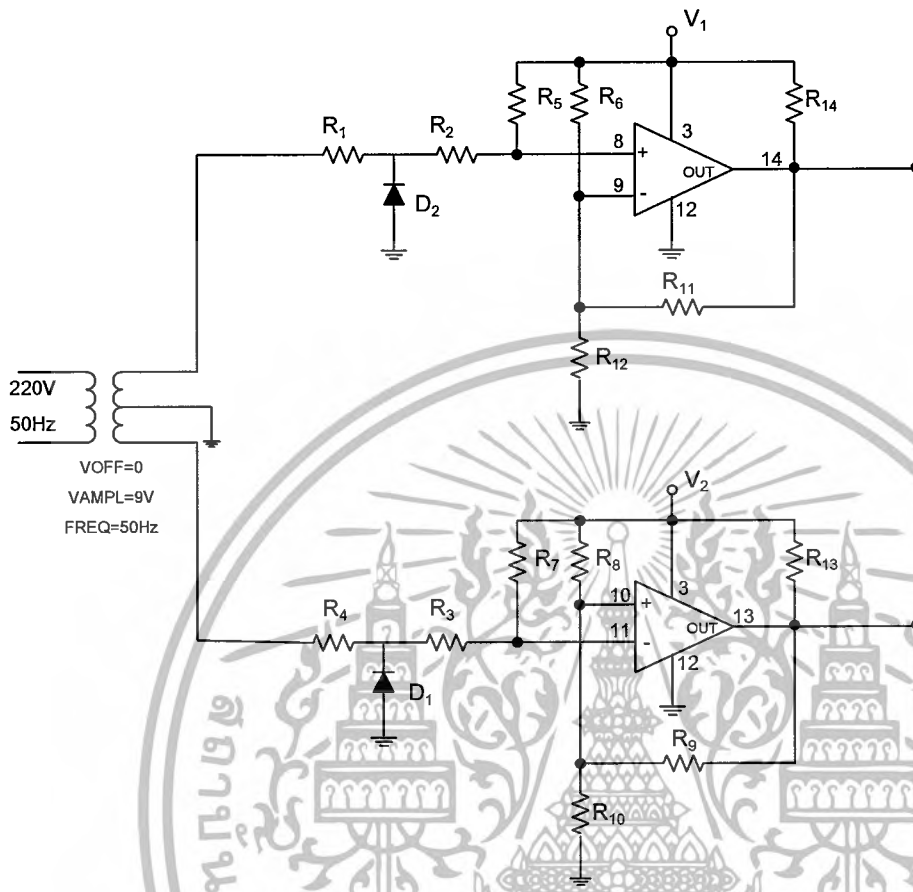 V1
R5
R6
R14
R1
R2
8
+
3
14
OUT
9
-
12
D2
R11
R12
220V
50Hz
VOFF=0
VAMPL=9V
FREQ=50Hz
V2
R7
R8
R13
R4
R3
10
+
3
13
OUT
11
-
12
D1
R9
R10